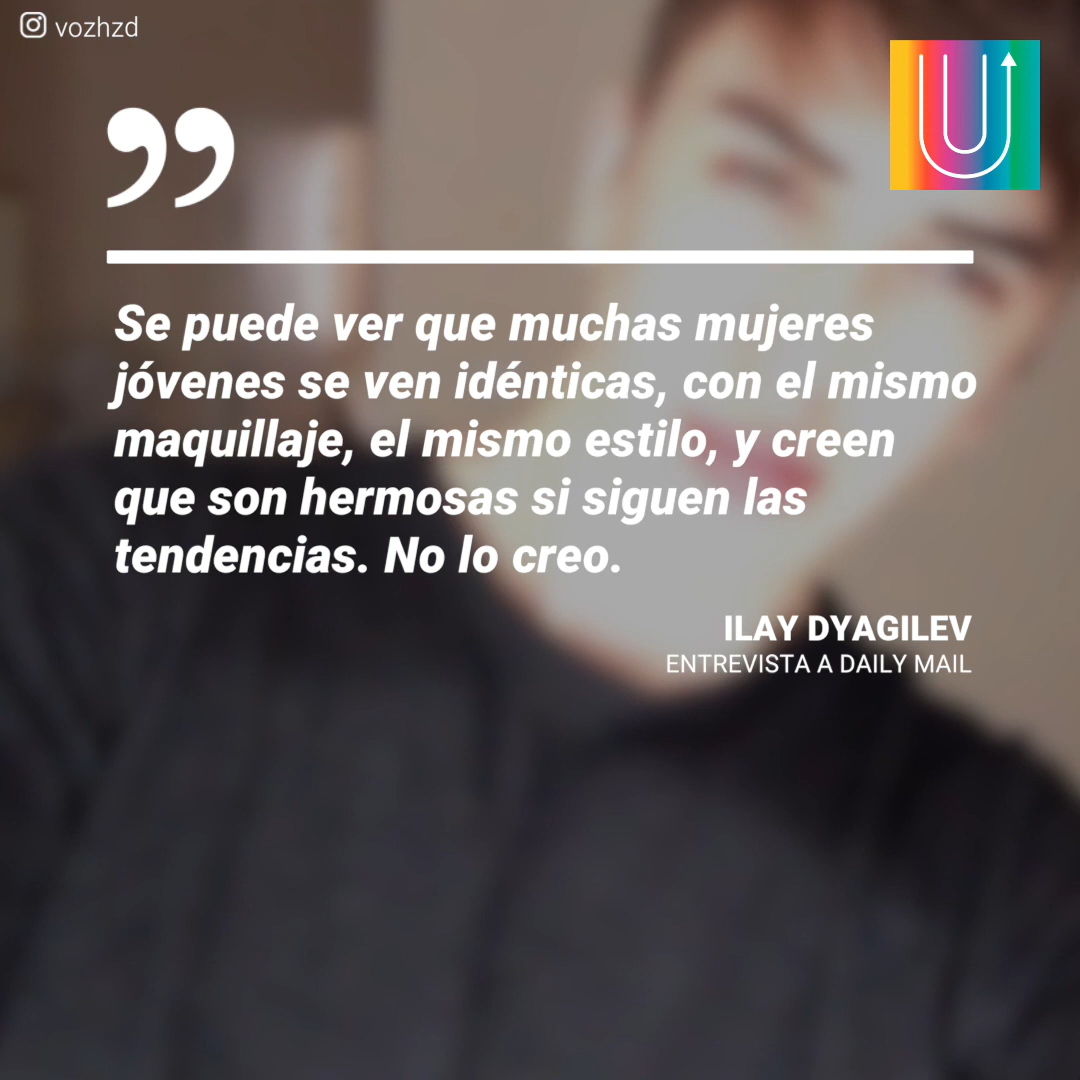 vozhzd
U
”
Se puede ver que muchas mujeres
jóvenes se ven idénticas, con el mismo
maquillaje, el mismo estilo, y creen
que son hermosas si siguen las
tendencias. No lo creo.
ILAY DYAGILEV
ENTREVISTA A DAILY MAIL